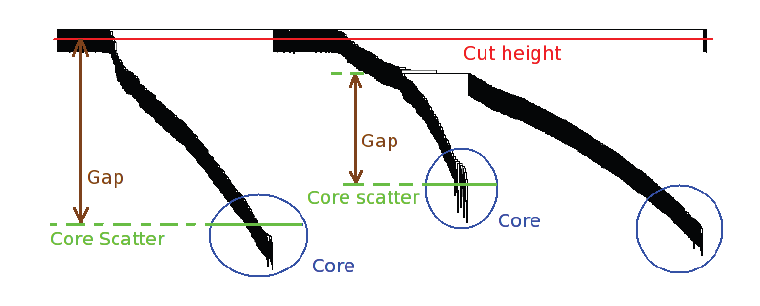 Cut height
Gap
Gap
Core scatter
Core
Core Scatter
Core